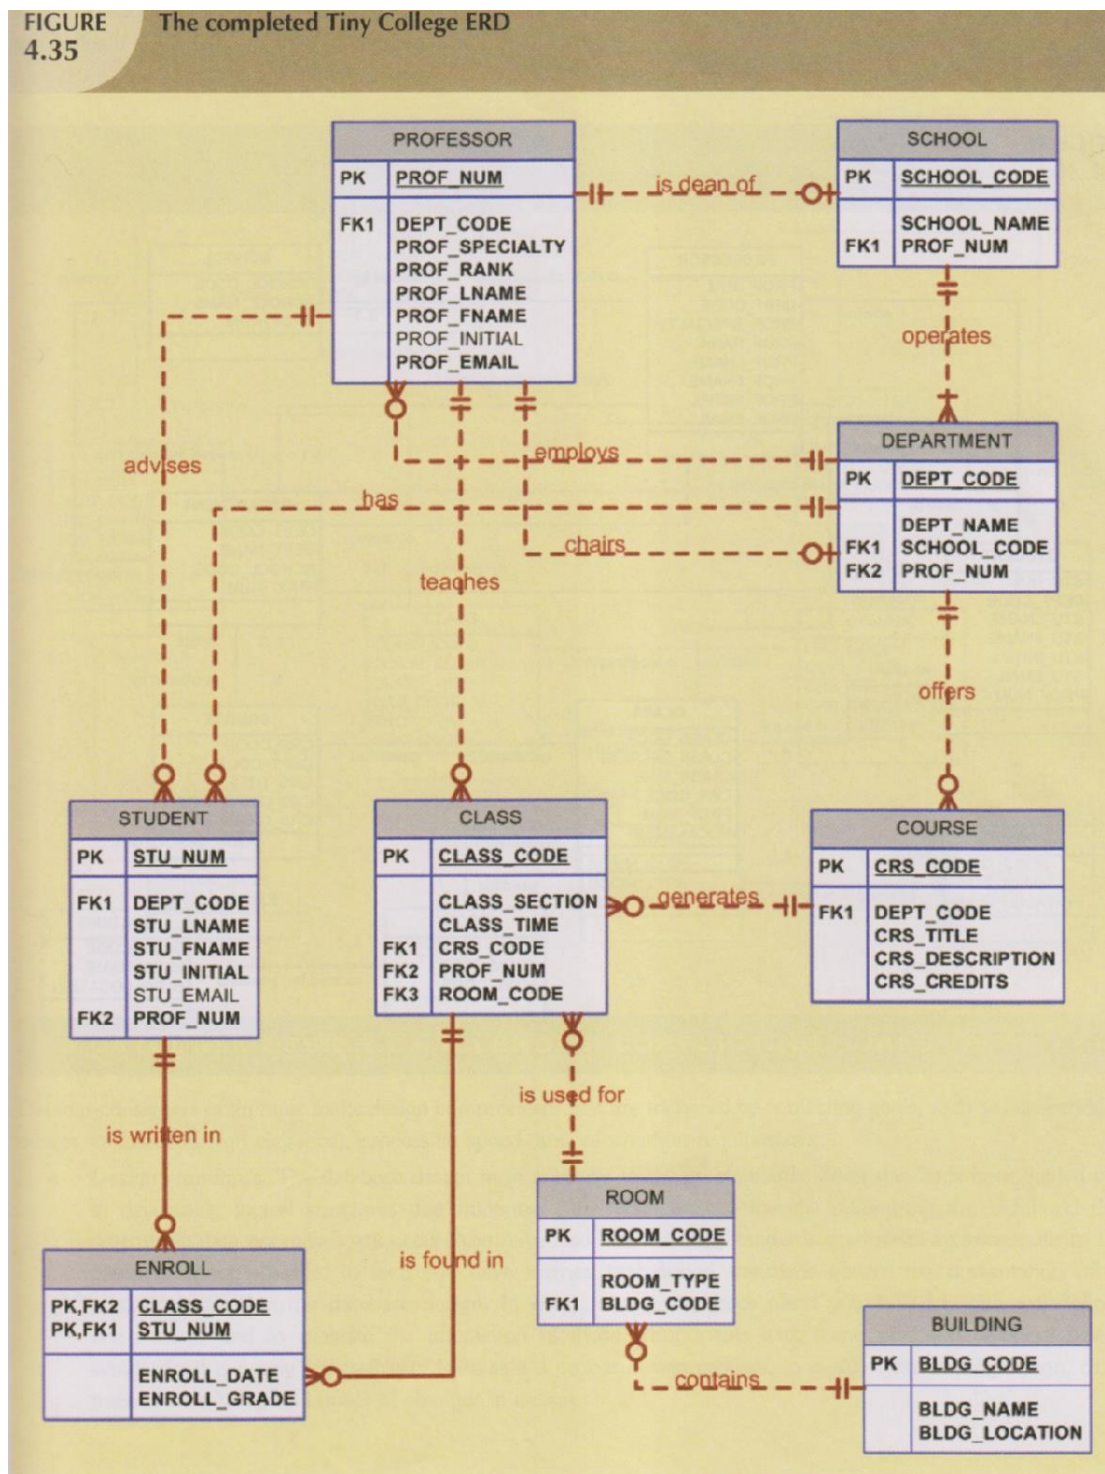 FIGURE
4.35
The completed Tiny College ERD
PROFESSOR
PK PROF_NUM
FK1 DEPT_CODE
PROF_SPECIALTY
PROF_RANK
PROF_LNAME
PROF_FNAME
PROF_INITIAL
PROF_EMAIL
is dean of
SCHOOL
PK SCHOOL_CODE
SCHOOL_NAME
FK1 PROF_NUM
operates
advises
employs
has
chairs
teaches
DEPARTMENT
PK DEPT_CODE
DEPT_NAME
FK1 SCHOOL_CODE
FK2 PROF_NUM
offers
STUDENT
PK STU_NUM
FK1 DEPT_CODE
STU_LNAME
STU_FNAME
STU_INITIAL
STU_EMAIL
FK2 PROF_NUM
CLASS
PK CLASS_CODE
CLASS_SECTION
CLASS_TIME
FK1 CRS_CODE
FK2 PROF_NUM
FK3 ROOM_CODE
generates
COURSE
PK CRS_CODE
FK1 DEPT_CODE
CRS_TITLE
CRS_DESCRIPTION
CRS_CREDITS
is written in
is used for
is found in
ENROLL
PK,FK2 CLASS_CODE
PK,FK1 STU_NUM
ENROLL_DATE
ENROLL_GRADE
ROOM
PK ROOM_CODE
ROOM_TYPE
FK1 BLDG_CODE
contains
BUILDING
PK BLDG_CODE
BLDG_NAME
BLDG_LOCATION